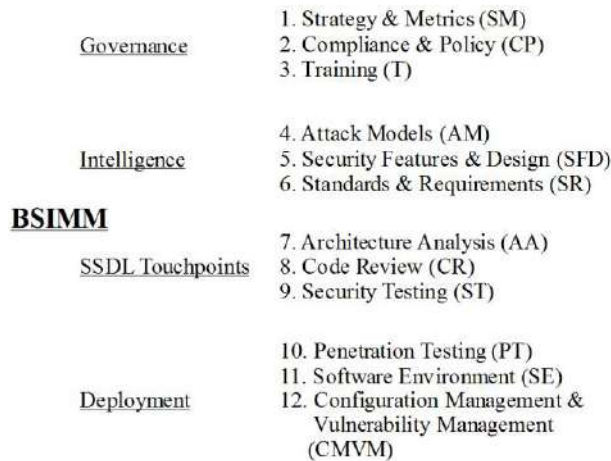 Governance
1. Strategy & Metrics (SM)
2. Compliance & Policy (CP)
3. Training (T)
Intelligence
4. Attack Models (AM)
5. Security Features & Design (SFD)
6. Standards & Requirements (SR)
BSIMM
SSDL Touchpoints
7. Architecture Analysis (AA)
8. Code Review (CR)
9. Security Testing (ST)
Deployment
10. Penetration Testing (PT)
11. Software Environment (SE)
12. Configuration Management &
Vulnerability Management
(CMVM)